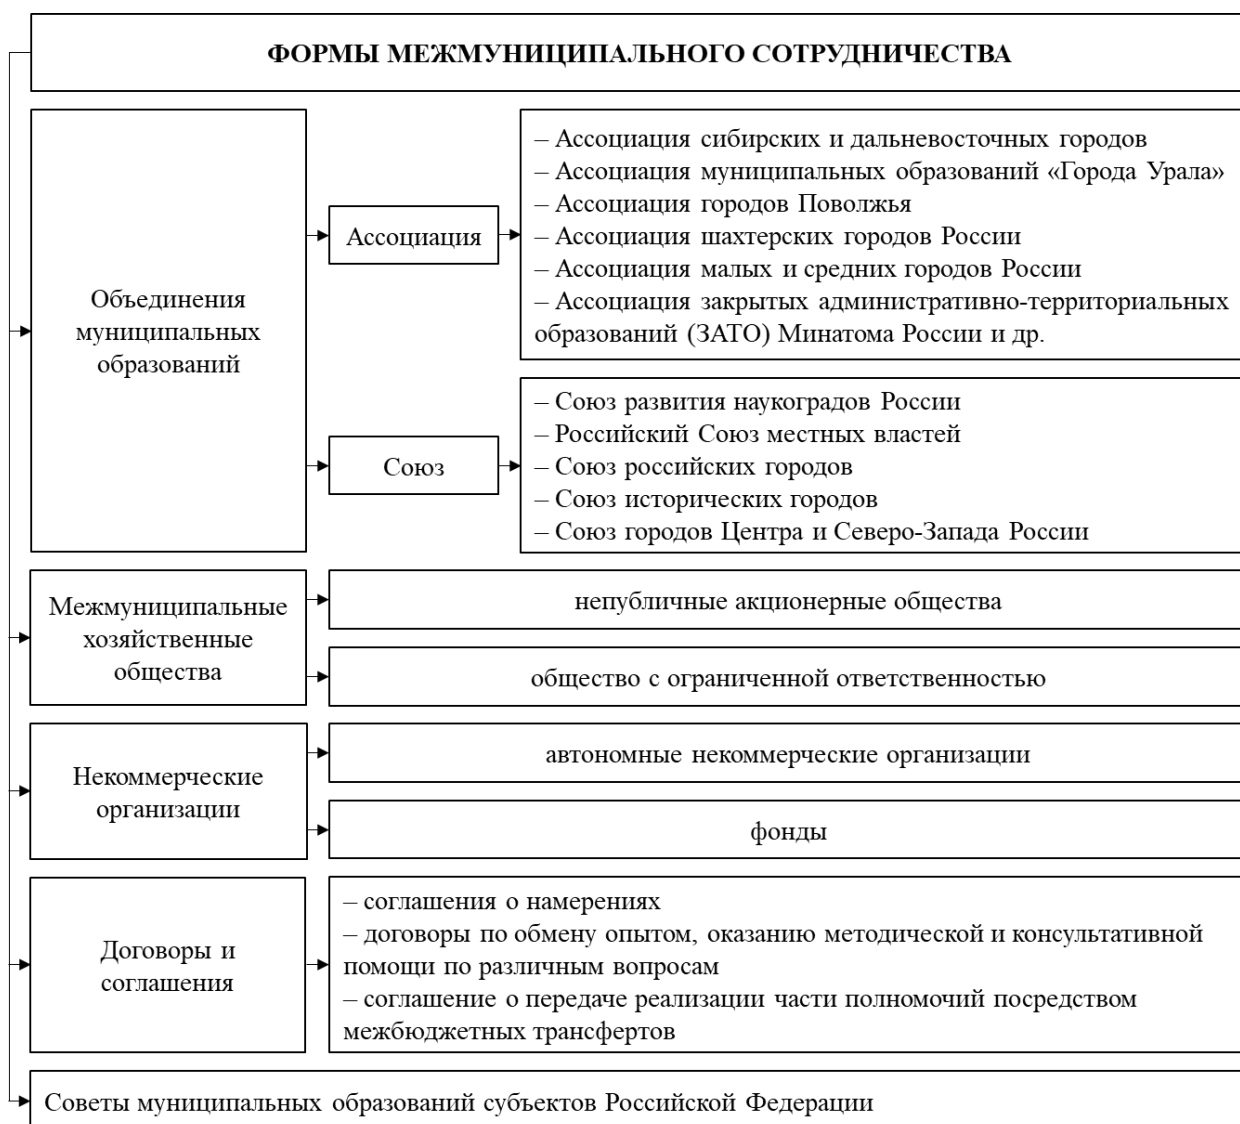 ФОРМЫ МЕЖМУНИЦИПАЛЬНОГО СОТРУДНИЧЕСТВА
Объединения
муниципальных
образований
Ассоциация
– Ассоциация сибирских и дальневосточных городов
– Ассоциация муниципальных образований «Города Урала»
– Ассоциация городов Поволжья
– Ассоциация шахтерских городов России
– Ассоциация малых и средних городов России
– Ассоциация закрытых административно-территориальных
образований (ЗАТО) Минатома России и др.
Союз
– Союз развития наукоградов России
– Российский Союз местных властей
– Союз российских городов
– Союз исторических городов
– Союз городов Центра и Северо-Запада России
Межмуниципальные
хозяйственные
общества
непубличные акционерные общества
общество с ограниченной ответственностью
Некоммерческие
организации
автономные некоммерческие организации
фонды
Договоры и
соглашения
– соглашения о намерениях
– договоры по обмену опытом, оказанию методической и консультативной
помощи по различным вопросам
– соглашение о передаче реализации части полномочий посредством
межбюджетных трансфертов
Советы муниципальных образований субъектов Российской Федерации